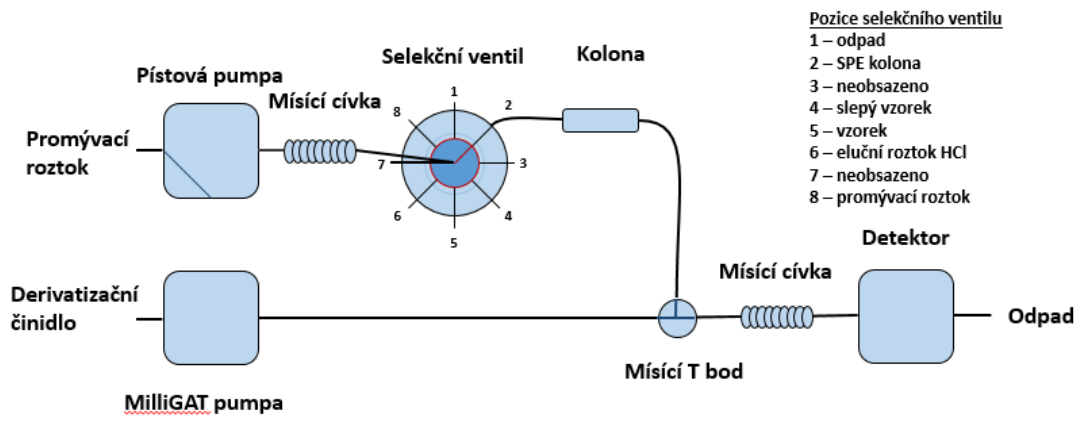 Pozice selekčního ventilu
1 – odpad
2 – SPE kolona
3 – neobsazeno
4 – slepý vzorek
5 – vzorek
6 – eluční roztok HCl
7 – neobsazeno
8 – promývací roztok
Selekční ventil
Kolona
Pístová pumpa
Mísící cívka
Promývací
roztok
1
2
3
4
5
6
7
8
Detektor
Mísící cívka
Derivatizační
činidlo
Odpad
Mísící T bod
MilliGAT pumpa